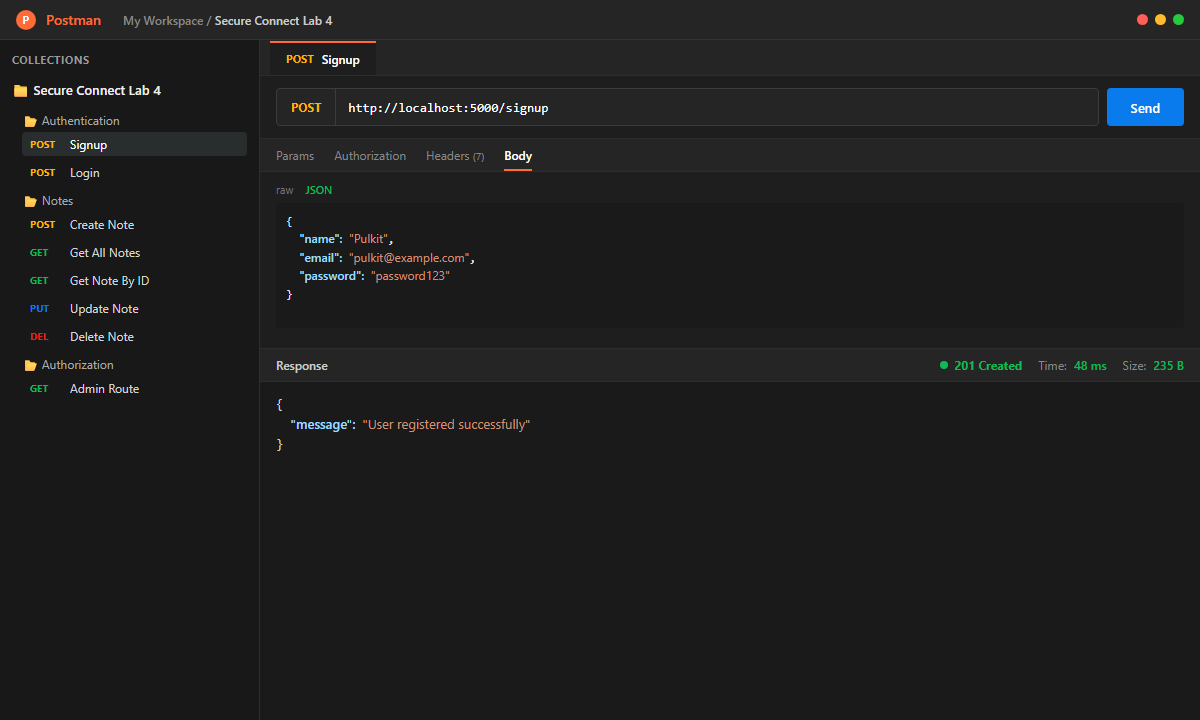 P Postman My Workspace / Secure Connect Lab 4
COLLECTIONS
Secure Connect Lab 4
Authentication
POST Signup
POST Login
Notes
POST Create Note
GET Get All Notes
GET Get Note By ID
PUT Update Note
DEL Delete Note
Authorization
GET Admin Route
POST Signup
POST http://localhost:5000/signup Send
Params Authorization Headers (7) Body
raw JSON
{
"name": "Pulkit",
"email": "pulkit@example.com",
"password": "password123"
}
Response 201 Created Time: 48 ms Size: 235 B
{
"message": "User registered successfully"
}